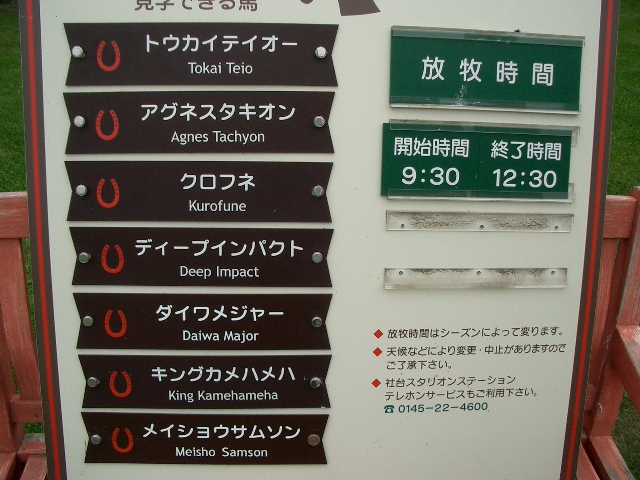 見学できる馬
トウカイテイオー
Tokai Teio
アグネスタキオン
Agnes Tachyon
クロフネ
Kurofune
ディープインパクト
Deep Impact
ダイワメジャー
Daiwa Major
キングカメハメハ
King Kamehameha
メイショウサムソン
Meisho Samson
放牧時間
開始時間 終了時間
9:30 12:30
◆ 放牧時間はシーズンによって変ります。
◆ 天候などにより変更・中止がありますので
ご了承下さい。
◆ 社台スタリオンステーション
テレホンサービスもご利用下さい。
☎ 0145-22-4600